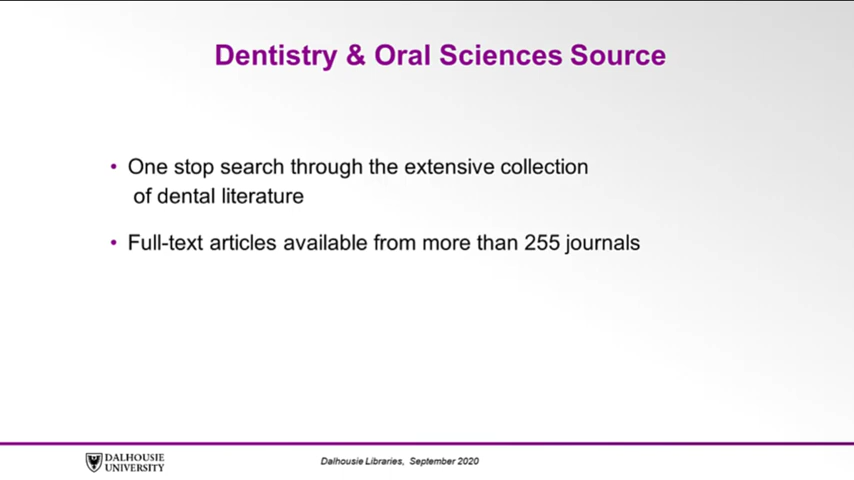 Dentistry & Oral Sciences Source
• One stop search through the extensive collection
of dental literature
• Full-text articles available from more than 255 journals
DALHOUSIE
UNIVERSITY
Dalhousie Libraries, September 2020